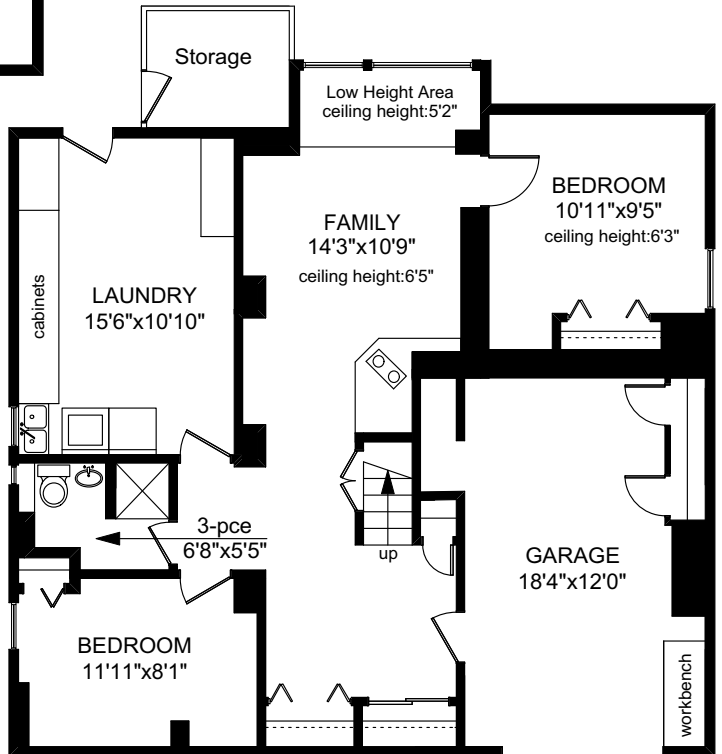 Storage
Low Height Area
ceiling height:5'2"
BEDROOM
10'11"x9'5"
ceiling height:6'3"
FAMILY
14'3"x10'9"
ceiling height:6'5"
cabinets
LAUNDRY
15'6"x10'10"
3-pce
6'8"x5'5"
up
GARAGE
18'4"x12'0"
BEDROOM
11'11"x8'1"
workbench